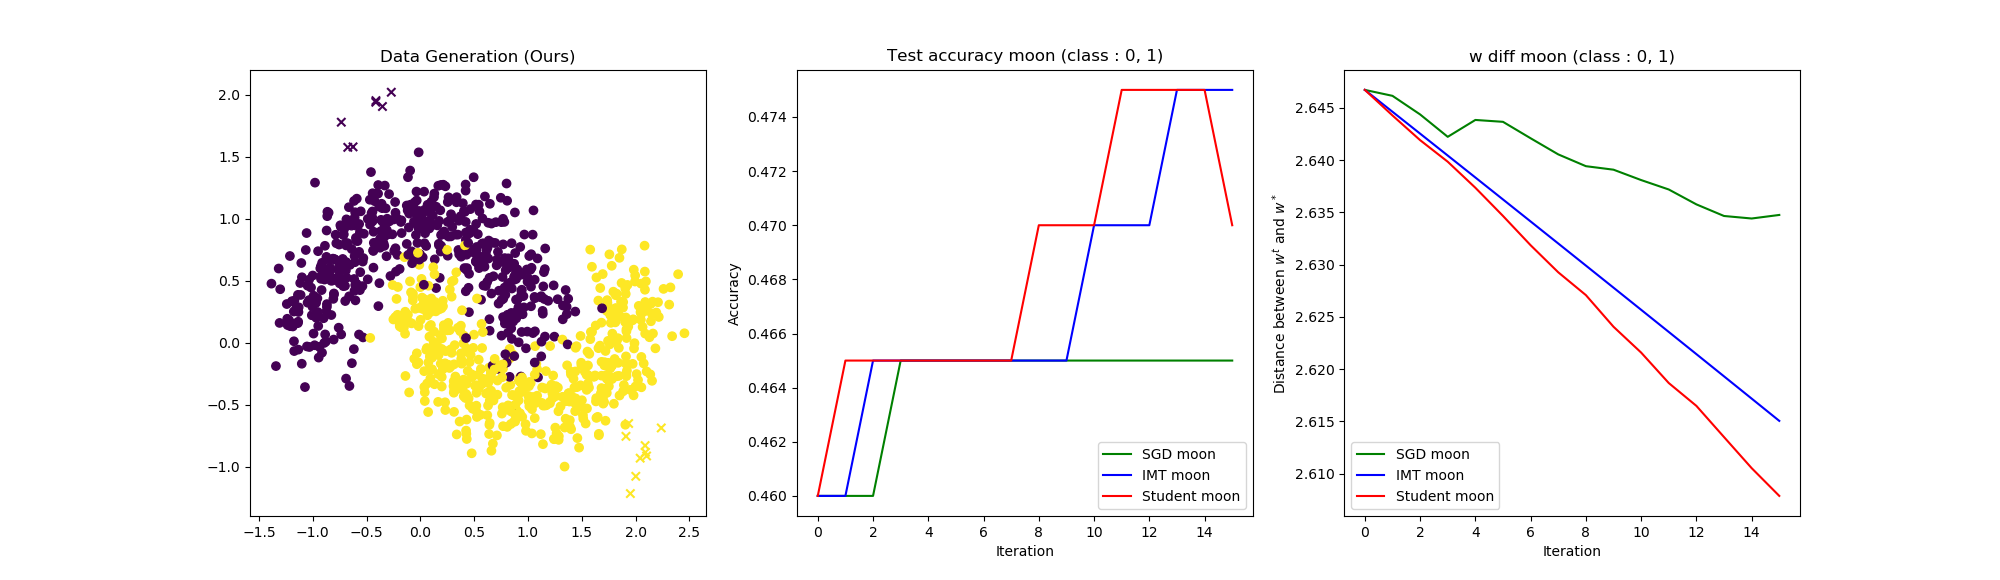 Data Generation (Ours)
2.0
1.5
1.0
0.5
0.0
−0.5
−1.0
−1.5 −1.0 −0.5 0.0 0.5 1.0 1.5 2.0 2.5
Test accuracy moon (class : 0, 1)
Accuracy
0.474
0.472
0.470
0.468
0.466
0.464
0.462
0.460
SGD moon
IMT moon
Student moon
0 2 4 6 8 10 12 14
Iteration
w diff moon (class : 0, 1)
Distance between w^t and w^*
2.645
2.640
2.635
2.630
2.625
2.620
2.615
2.610
SGD moon
IMT moon
Student moon
0 2 4 6 8 10 12 14
Iteration